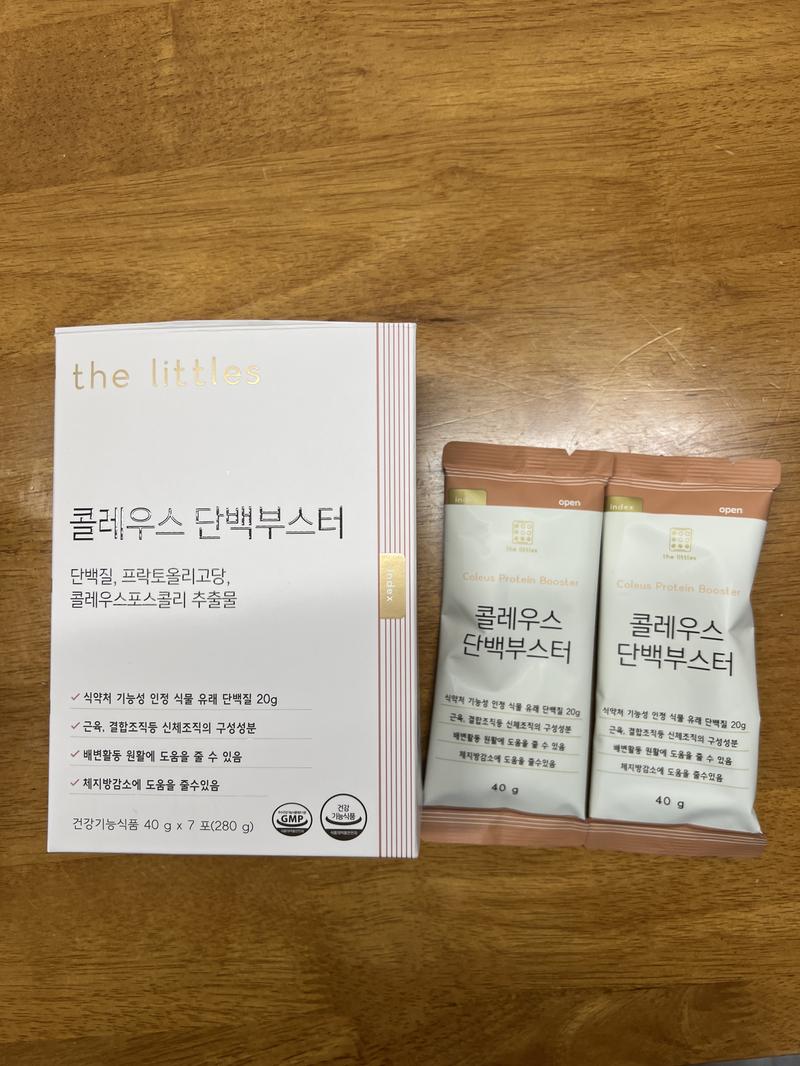 the littles
콜레우스 단백부스터
단백질, 프락토올리고당,
콜레우스포스콜리 추출물
index
식약처 기능성 인정 식물 유래 단백질 20g
근육, 결합조직등 신체조직의 구성성분
배변활동 원활에 도움을 줄 수 있음
체지방감소에 도움을 줄수있음
건강기능식품 40 g x 7 포(280 g)
GMP
건강
기능식품
index
open
the littles
Coleus Protein Booster
콜레우스
단백부스터
식약처 기능성 인정 식물 유래 단백질 20g
근육, 결합조직등 신체조직의 구성성분
배변활동 원활에 도움을 줄 수 있음
체지방감소에 도움을 줄수있음
40 g
index
open
the littles
Coleus Protein Booster
콜레우스
단백부스터
식약처 기능성 인정 식물 유래 단백질 20g
근육, 결합조직등 신체조직의 구성성분
배변활동 원활에 도움을 줄 수 있음
체지방감소에 도움을 줄수있음
40 g